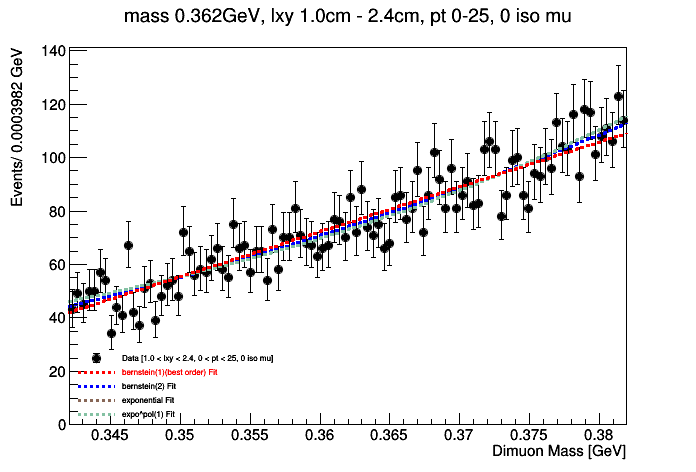 mass 0.362GeV, lxy 1.0cm - 2.4cm, pt 0-25, 0 iso mu
Events/ 0.0003982 GeV
140
120
100
80
60
40
20
0
Data [1.0 < lxy < 2.4, 0 < pt < 25, 0 iso mu]
bernstein(1)(best order) Fit
bernstein(2) Fit
exponential Fit
expo*pol(1) Fit
0.345 0.35 0.355 0.36 0.365 0.37 0.375 0.38
Dimuon Mass [GeV]